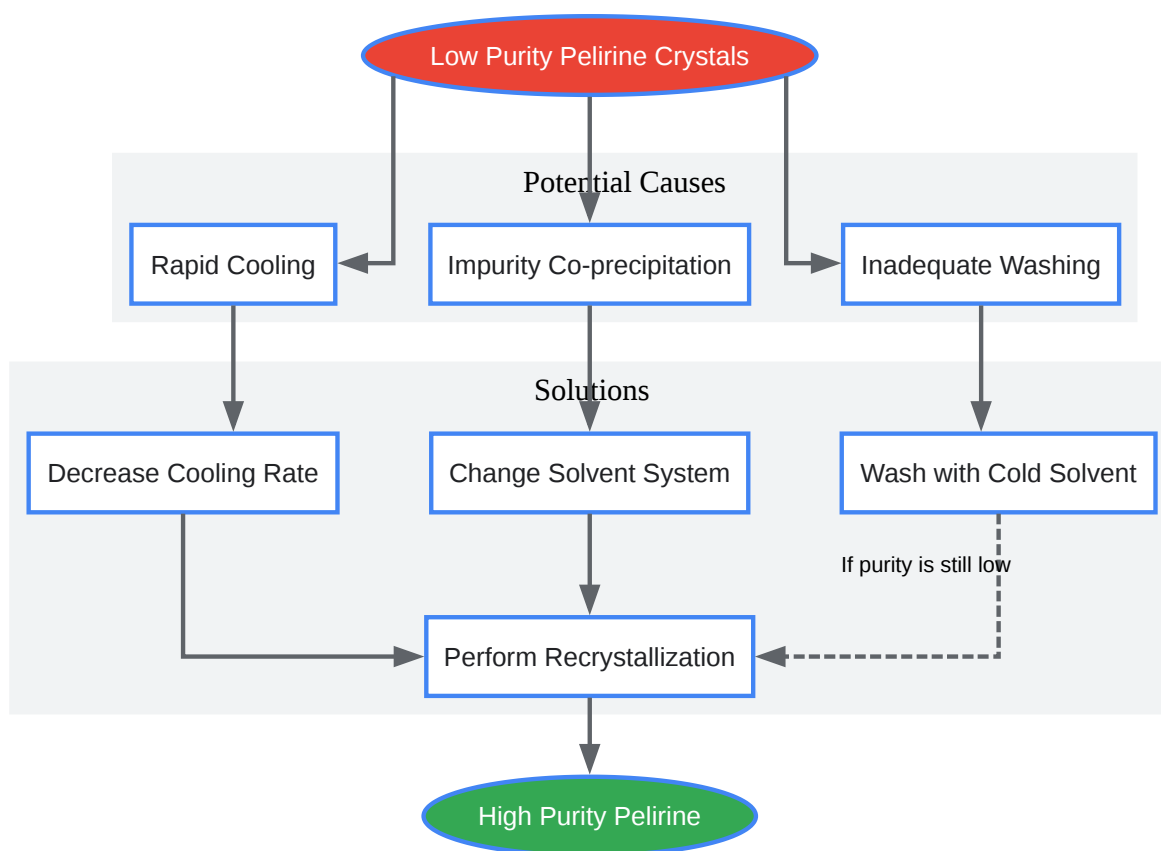 Low Purity Pelirine Crystals
Potential Causes
Rapid Cooling
Impurity Co-precipitation
Inadequate Washing
Solutions
Decrease Cooling Rate
Change Solvent System
Wash with Cold Solvent
If purity is still low
Perform Recrystallization
High Purity Pelirine